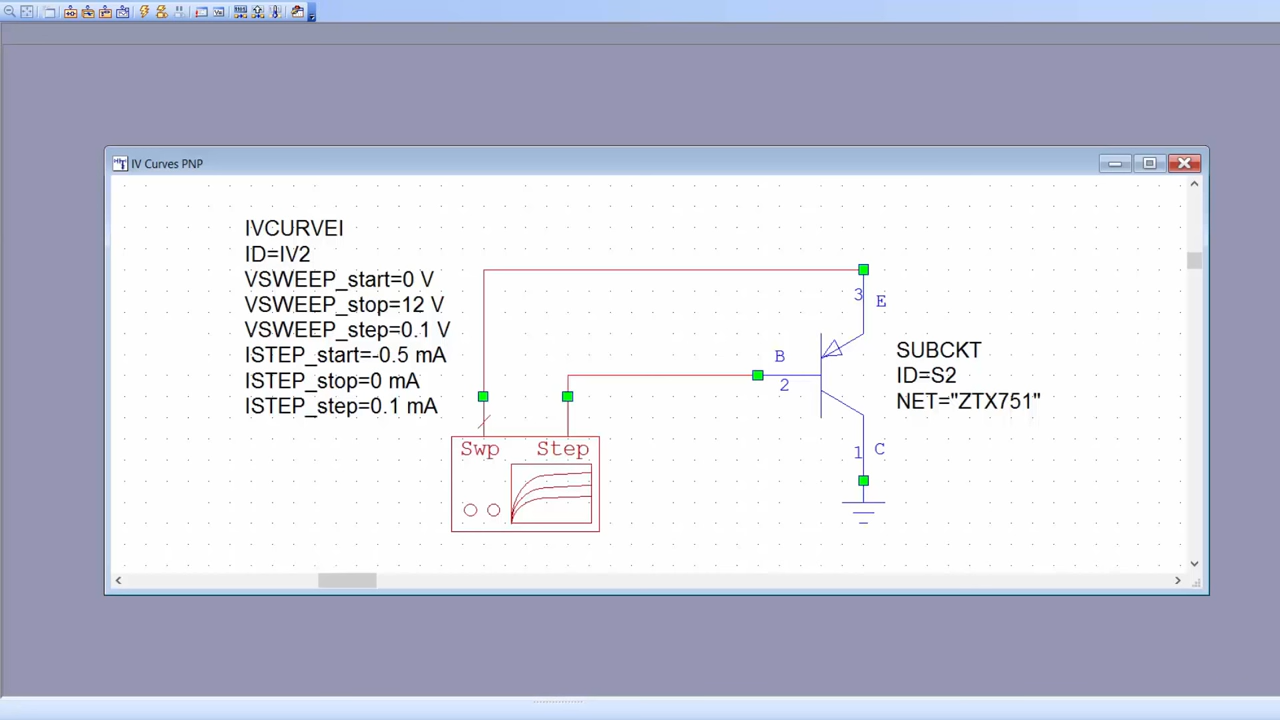 IV Curves PNP
IVCURVEI
ID=IV2
VSWEEP_start=0 V
VSWEEP_stop=12 V
VSWEEP_step=0.1 V
ISTEP_start=-0.5 mA
ISTEP_stop=0 mA
ISTEP_step=0.1 mA
Swp Step
3 E
B
2
SUBCKT
ID=S2
NET="ZTX751"
1 C